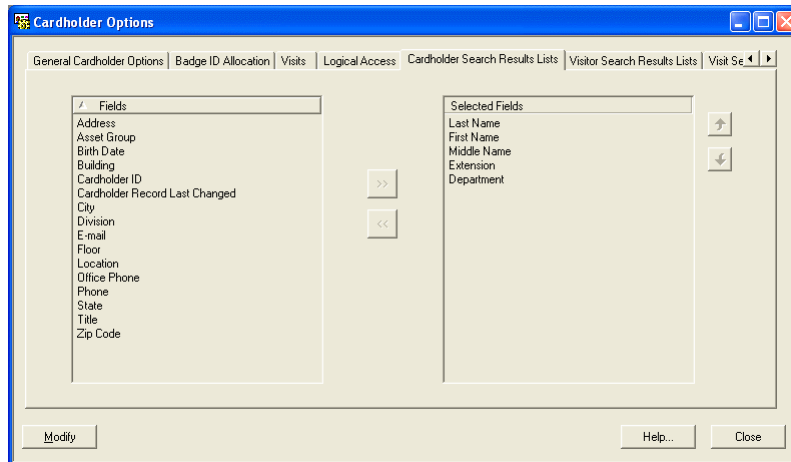 Cardholder Options
General Cardholder Options Badge ID Allocation Visits Logical Access Cardholder Search Results Lists Visitor Search Results Lists Visit Se
Fields
Address
Asset Group
Birth Date
Building
Cardholder ID
Cardholder Record Last Changed
City
Division
E-mail
Floor
Location
Office Phone
Phone
State
Title
Zip Code
>>
<<
Selected Fields
Last Name
First Name
Middle Name
Extension
Department
Modify
Help...
Close